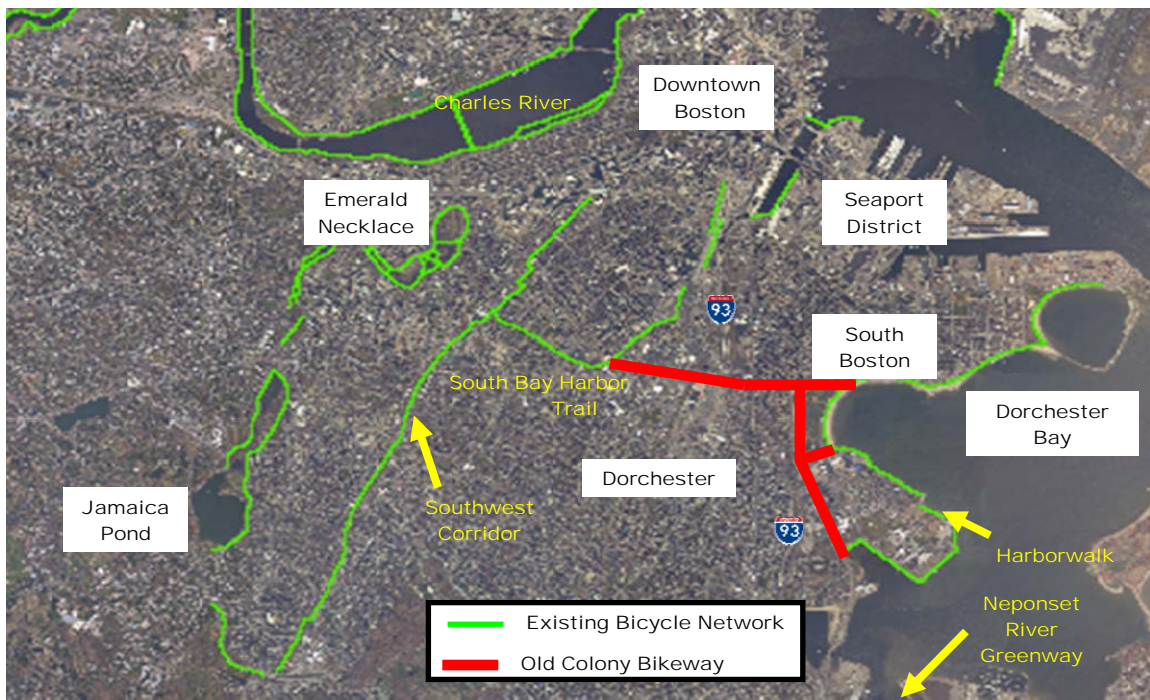 Charles River
Downtown
Boston
Emerald
Necklace
Seaport
District
93
South
Boston
South Bay Harbor
Trail
Dorchester
Bay
Dorchester
Jamaica
Pond
Southwest
Corridor
93
Harborwalk
Neponset
River
Greenway
Existing Bicycle Network
Old Colony Bikeway